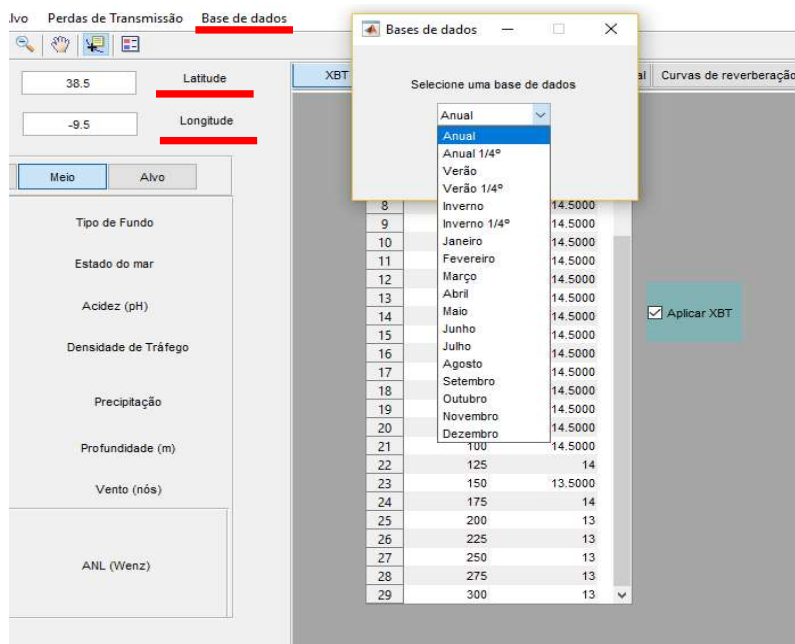 lvo Perdas de Transmissão Base de dados
38.5 Latitude
-9.5 Longitude
Meio Alvo
Tipo de Fundo
Estado do mar
Acidez (pH)
Densidade de Tráfego
Precipitação
Profundidade (m)
Vento (nós)
ANL (Wenz)
Bases de dados
Selecione uma base de dados
Anual
Anual
Anual 1/4º
Verão
Verão 1/4º
Inverno
Inverno 1/4º
Janeiro
Fevereiro
Março
Abril
Maio
Junho
Julho
Agosto
Setembro
Outubro
Novembro
Dezembro
XBT al Curvas de reverberação
8 14.5000
9 14.5000
10 14.5000
11 14.5000
12 14.5000
13 14.5000
14 14.5000
15 14.5000
16 14.5000
17 14.5000
18 14.5000
19 14.5000
20 14.5000
21 100 14.5000
22 125 14
23 150 13.5000
24 175 14
25 200 13
26 225 13
27 250 13
28 275 13
29 300 13
Aplicar XBT